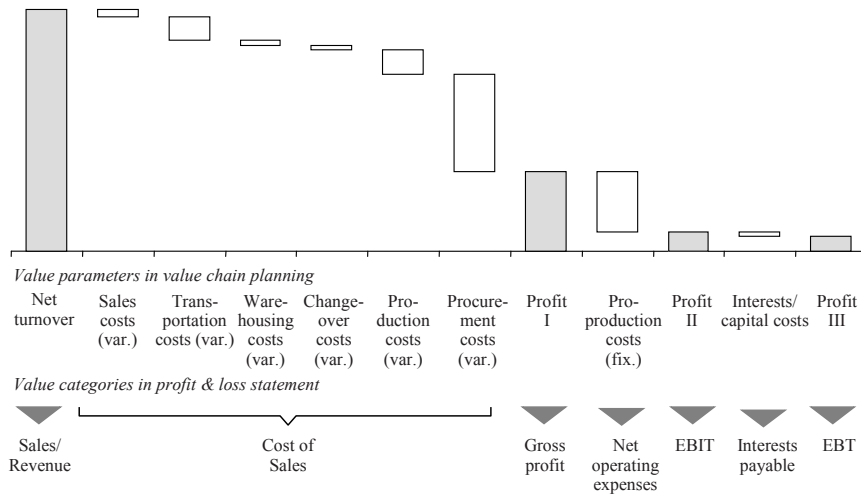 Value parameters in value chain planning
Net
turnover
Sales
costs
(var.)
Trans-
portation
costs (var.)
Ware-
housing
costs
(var.)
Change-
over
costs
(var.)
Pro-
duction
costs
(var.)
Procure-
ment
costs
(var.)
Profit
I
Pro-
production
costs
(fix.)
Profit
II
Interests/
capital costs
Profit
III
Value categories in profit & loss statement
Sales/
Revenue
Cost of
Sales
Gross
profit
Net
operating
expenses
EBIT
Interests
payable
EBT